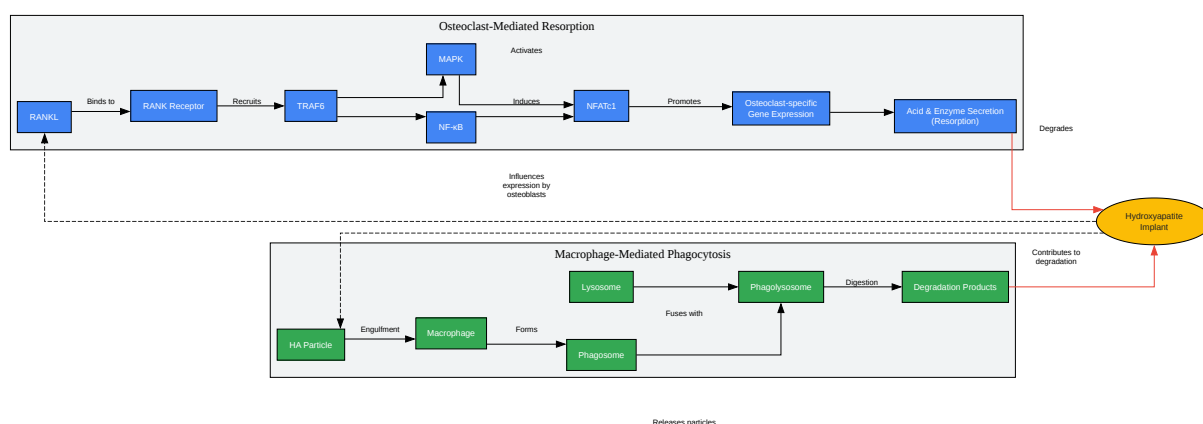 Osteoclast-Mediated Resorption
Activates
MAPK
RANKL
Binds to
RANK Receptor
Recruits
TRAF6
NF-κB
Induces
NFATc1
Promotes
Osteoclast-specific
Gene Expression
Acid & Enzyme Secretion
(Resorption)
Degrades
Influences
expression by
osteoblasts
Hydroxyapatite
Implant
Macrophage-Mediated Phagocytosis
Contributes to
degradation
Lysosome
Phagolysosome
Digestion
Degradation Products
Fuses with
HA Particle
Engulfment
Macrophage
Forms
Phagosome
Releases particles